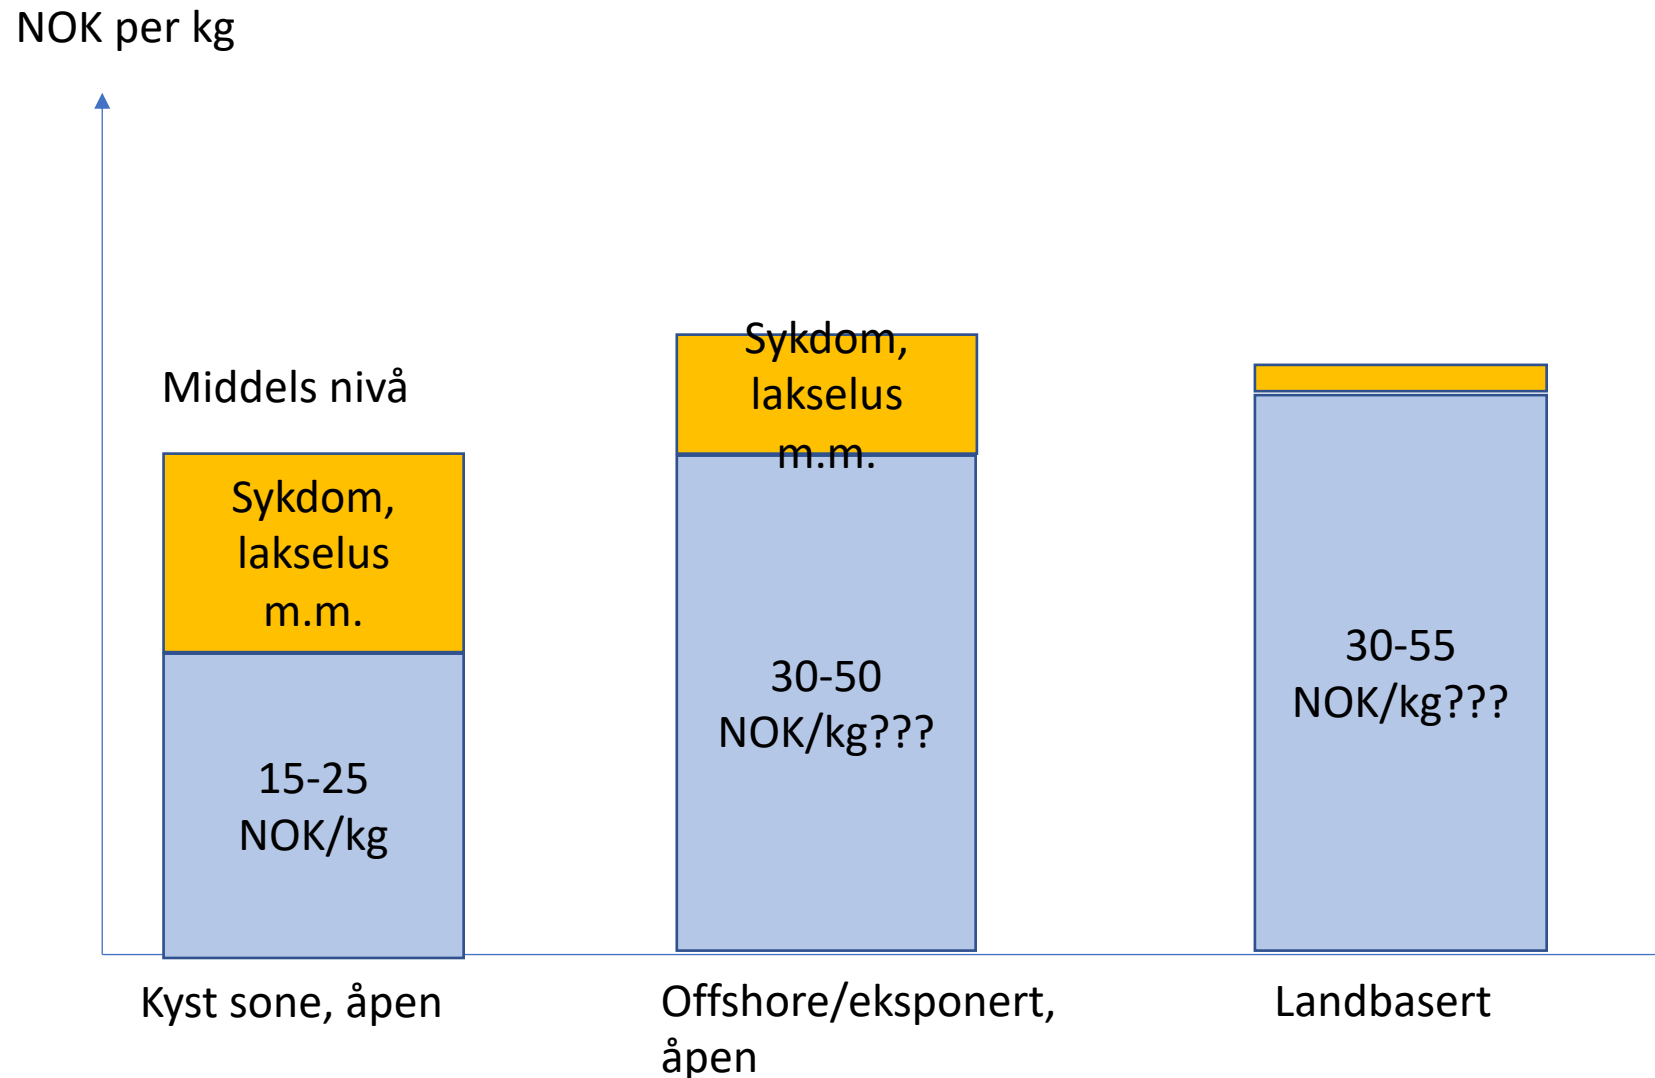 NOK per kg
Middels nivå
Sykdom,
lakselus
m.m.
15-25
NOK/kg
Sykdom,
lakselus
m.m.
30-50
NOK/kg???
30-55
NOK/kg???
Kyst sone, åpen
Offshore/eksponert,
åpen
Landbasert